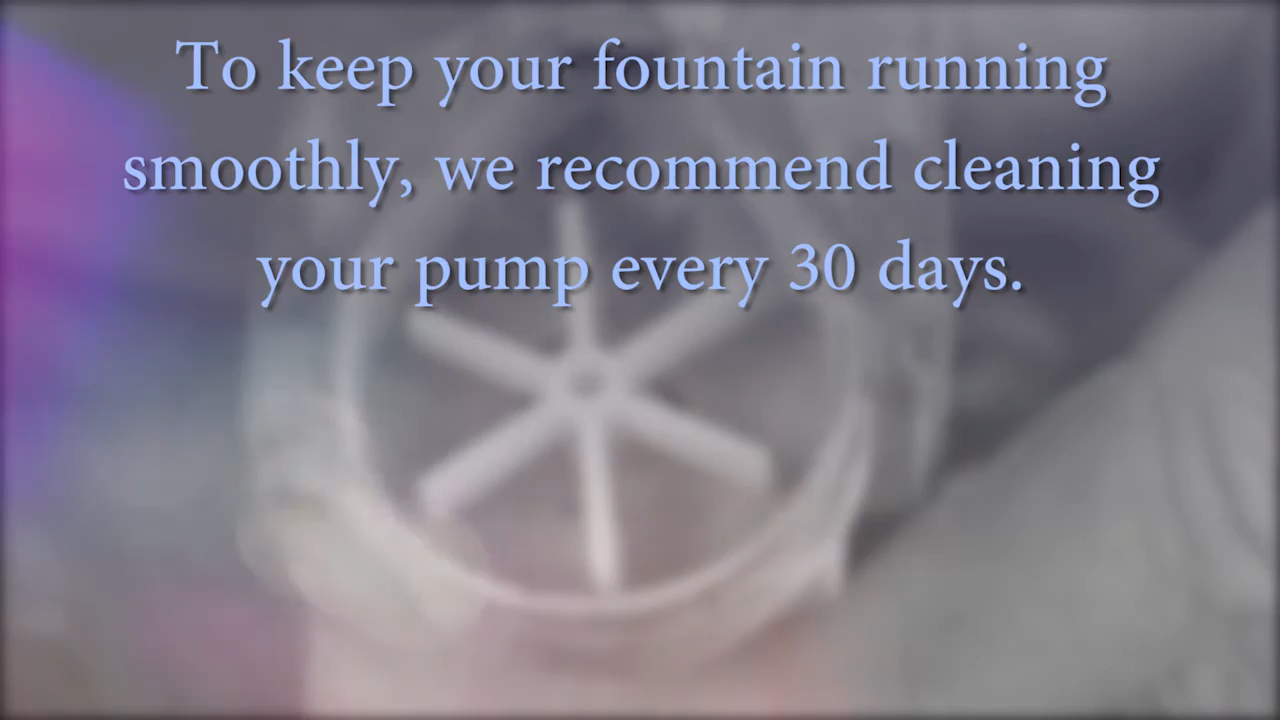 To keep your fountain running
smoothly, we recommend cleaning
your pump every 30 days.